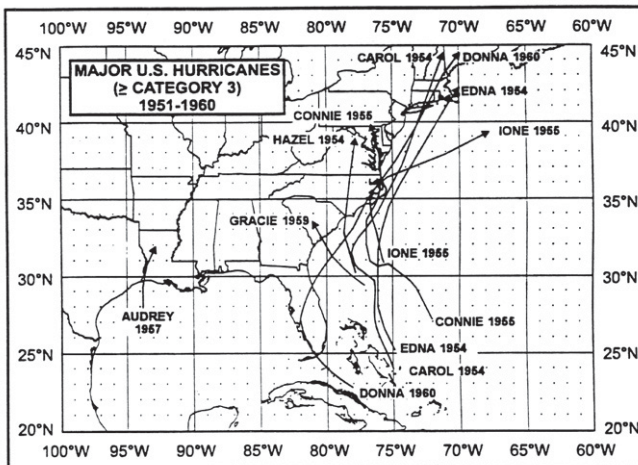 100°W 95°W 90°W 85°W 80°W 75°W 70°W 65°W 60°W
45°N CAROL 1954 DONNA 1960 45°N
MAJOR U.S. HURRICANES
(≥ CATEGORY 3)
1951-1960
EDNA 1954
40°N CONNIE 1955 40°N
HAZEL 1954 IONE 1955
35°N 35°N
GRACIE 1959
IONE 1955
30°N 30°N
AUDREY
1957
CONNIE 1955
25°N EDNA 1954 25°N
CAROL 1954
DONNA 1960
20°N 20°N
100°W 95°W 90°W 85°W 80°W 75°W 70°W 65°W 60°W